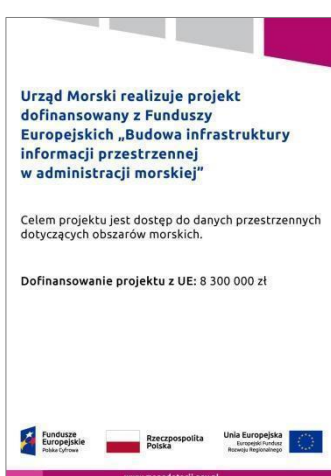 Urząd Morski realizuje projekt
dofinansowany z Funduszy
Europejskich „Budowa infrastruktury
informacji przestrzennej
w administracji morskiej”
Celem projektu jest dostęp do danych przestrzennych
dotyczących obszarów morskich.
Dofinansowanie projektu z UE: 8 300 000 zł
Fundusze
Europejskie
Polska Cyfrowa
Rzeczpospolita
Polska
Unia Europejska
Europejski Fundusz
Rozwoju Regionalnego